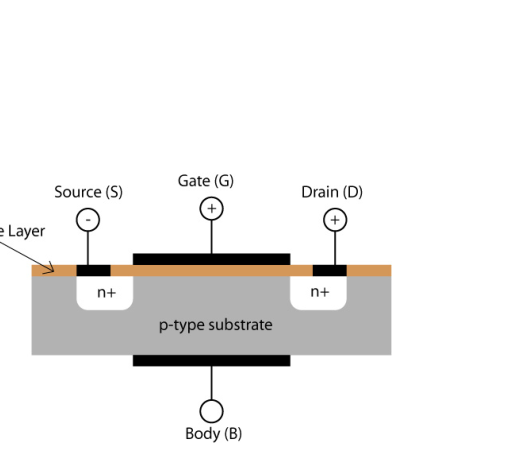 Gate (G)
Source (S)
Drain (D)
+
-
+
Layer
n+
n+
p-type substrate
Body (B)